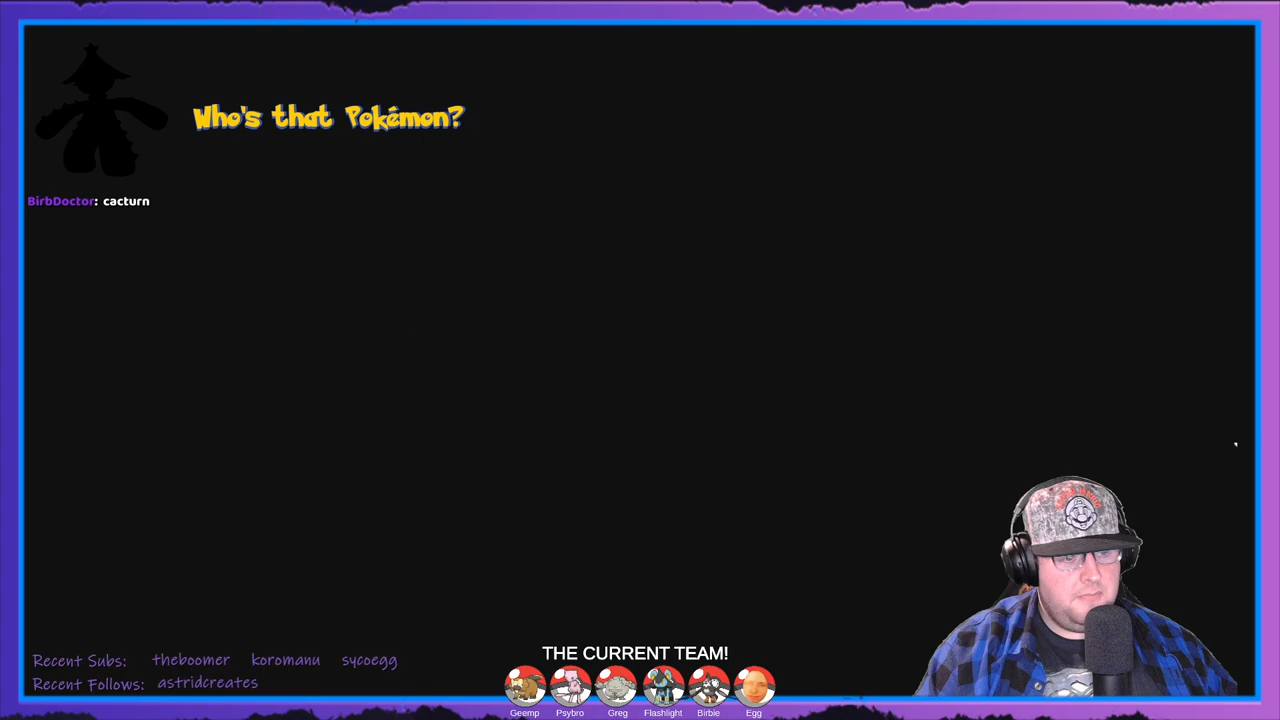 Who's that Pokémon?
BirbDoctor: cacturn
Recent Subs: theboomer koromanu sycoegg
Recent Follows: astridcreates
THE CURRENT TEAM!
Geemp Psybro Greg Flashlight Birbie Egg